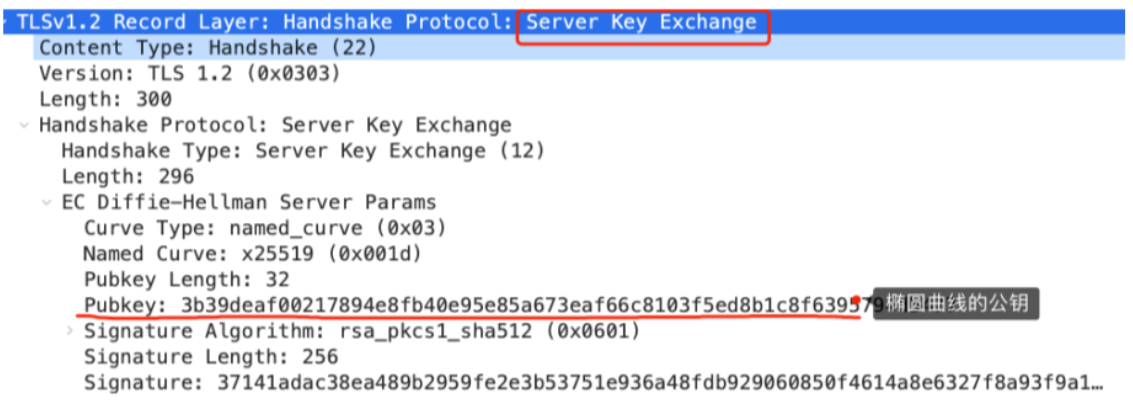 TLSv1.2 Record Layer: Handshake Protocol: Server Key Exchange
Content Type: Handshake (22)
Version: TLS 1.2 (0x0303)
Length: 300
Handshake Protocol: Server Key Exchange
Handshake Type: Server Key Exchange (12)
Length: 296
EC Diffie-Hellman Server Params
Curve Type: named_curve (0x03)
Named Curve: x25519 (0x001d)
Pubkey Length: 32
Pubkey: 3b39deaf00217894e8fb40e95e85a673eaf66c8103f5ed8b1c8f639579 椭圆曲线的公钥
Signature Algorithm: rsa_pkcs1_sha512 (0x0601)
Signature Length: 256
Signature: 37141adac38ea489b2959fe2e3b53751e936a48fdb929060850f4614a8e6327f8a93f9a1…